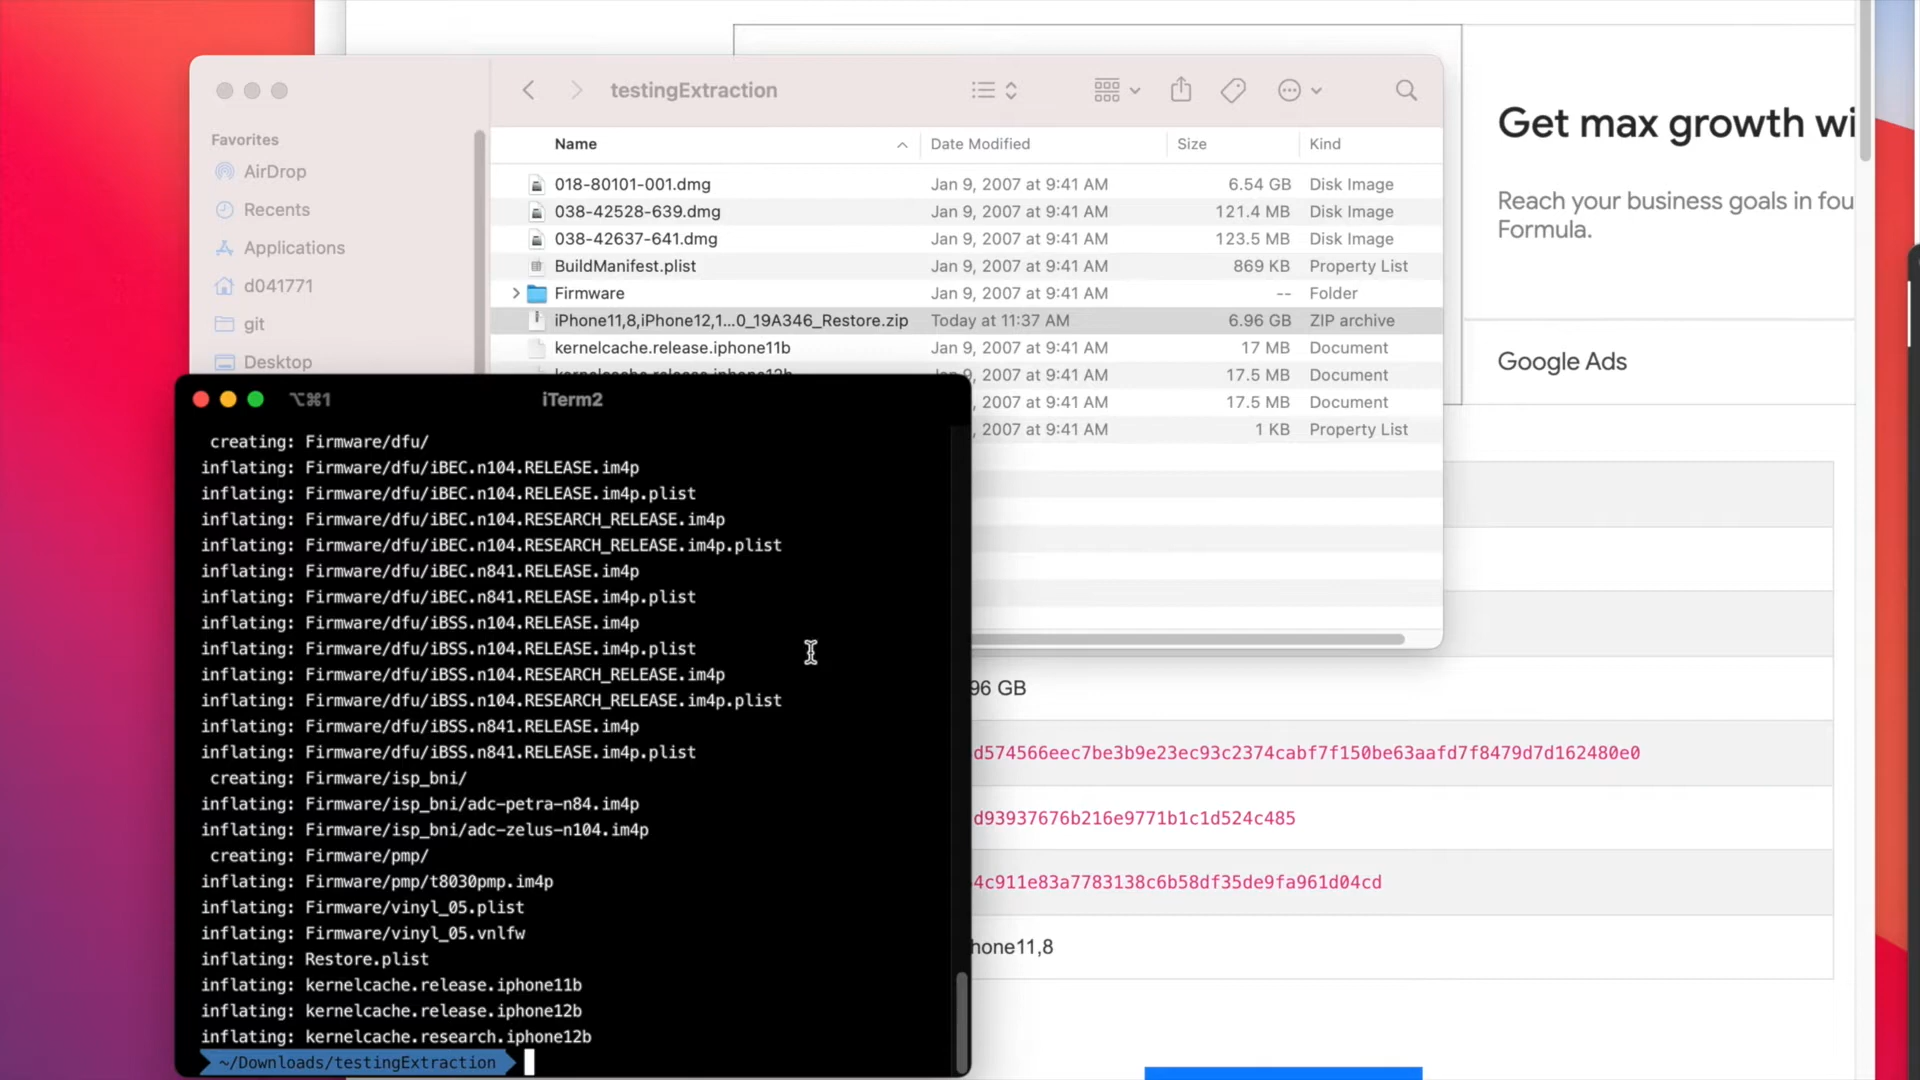 testingExtraction
Favorites
AirDrop
Recents
Applications
d041771
git
Desktop
Name Date Modified Size Kind
018-80101-001.dmg Jan 9, 2007 at 9:41 AM 6.54 GB Disk Image
038-42528-639.dmg Jan 9, 2007 at 9:41 AM 121.4 MB Disk Image
038-42637-641.dmg Jan 9, 2007 at 9:41 AM 123.5 MB Disk Image
BuildManifest.plist Jan 9, 2007 at 9:41 AM 869 KB Property List
Firmware Jan 9, 2007 at 9:41 AM -- Folder
iPhone11,8,iPhone12,1...0_19A346_Restore.zip Today at 11:37 AM 6.96 GB ZIP archive
kernelcache.release.iphone11b Jan 9, 2007 at 9:41 AM 17 MB Document
kernelcache.release.iphone12b Jan 9, 2007 at 9:41 AM 17.5 MB Document
, 2007 at 9:41 AM 17.5 MB Document
, 2007 at 9:41 AM 1 KB Property List
Get max growth wi
Reach your business goals in fou
Formula.
Google Ads
⌥⌘1 iTerm2
creating: Firmware/dfu/
inflating: Firmware/dfu/iBEC.n104.RELEASE.im4p
inflating: Firmware/dfu/iBEC.n104.RELEASE.im4p.plist
inflating: Firmware/dfu/iBEC.n104.RESEARCH_RELEASE.im4p
inflating: Firmware/dfu/iBEC.n104.RESEARCH_RELEASE.im4p.plist
inflating: Firmware/dfu/iBEC.n841.RELEASE.im4p
inflating: Firmware/dfu/iBEC.n841.RELEASE.im4p.plist
inflating: Firmware/dfu/iBSS.n104.RELEASE.im4p
inflating: Firmware/dfu/iBSS.n104.RELEASE.im4p.plist
inflating: Firmware/dfu/iBSS.n104.RESEARCH_RELEASE.im4p
inflating: Firmware/dfu/iBSS.n104.RESEARCH_RELEASE.im4p.plist
inflating: Firmware/dfu/iBSS.n841.RELEASE.im4p
inflating: Firmware/dfu/iBSS.n841.RELEASE.im4p.plist
creating: Firmware/isp_bni/
inflating: Firmware/isp_bni/adc-petra-n84.im4p
inflating: Firmware/isp_bni/adc-zelus-n104.im4p
creating: Firmware/pmp/
inflating: Firmware/pmp/t8030pmp.im4p
inflating: Firmware/vinyl_05.plist
inflating: Firmware/vinyl_05.vnlfw
inflating: Restore.plist
inflating: kernelcache.release.iphone11b
inflating: kernelcache.release.iphone12b
inflating: kernelcache.research.iphone12b
~/Downloads/testingExtraction
96 GB
d574566eec7be3b9e23ec93c2374cabf7f150be63aafd7f8479d7d162480e0
d93937676b216e9771b1c1d524c485
4c911e83a7783138c6b58df35de9fa961d04cd
hone11,8